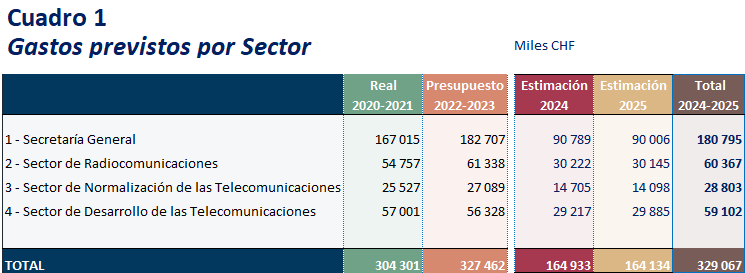 Cuadro 1
Gastos previstos por Sector
Miles CHF
Real Presupuesto Estimación Estimación Total
2020-2021 2022-2023 2024 2025 2024-2025
1 - Secretaría General 167 015 182 707 90 789 90 006 180 795
2 - Sector de Radiocomunicaciones 54 757 61 338 30 222 30 145 60 367
3 - Sector de Normalización de las Telecomunicaciones 25 527 27 089 14 705 14 098 28 803
4 - Sector de Desarrollo de las Telecomunicaciones 57 001 56 328 29 217 29 885 59 102
TOTAL 304 301 327 462 164 933 164 134 329 067